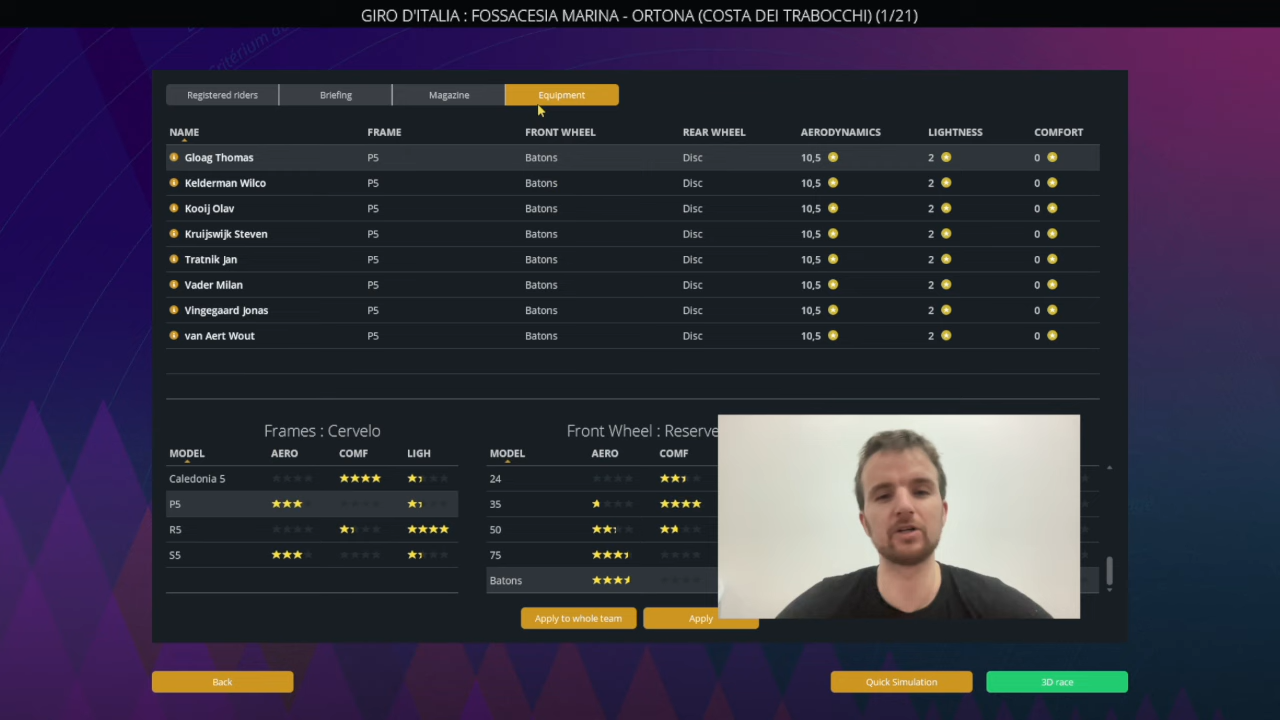 GIRO D'ITALIA : FOSSACESIA MARINA - ORTONA (COSTA DEI TRABOCCHI) (1/21)
Registered riders Briefing Magazine Equipment
NAME FRAME FRONT WHEEL REAR WHEEL AERODYNAMICS LIGHTNESS COMFORT
Gloag Thomas P5 Batons Disc 10,5 2 0
Kelderman Wilco P5 Batons Disc 10,5 2 0
Kooij Olav P5 Batons Disc 10,5 2 0
Kruijswijk Steven P5 Batons Disc 10,5 2 0
Tratnik Jan P5 Batons Disc 10,5 2 0
Vader Milan P5 Batons Disc 10,5 2 0
Vingegaard Jonas P5 Batons Disc 10,5 2 0
van Aert Wout P5 Batons Disc 10,5 2 0
Frames : Cervelo
MODEL AERO COMF LIGH
Caledonia 5
P5
R5
S5
Front Wheel : Reserve
MODEL AERO COMF
24
35
50
75
Batons
Apply to whole team Apply
Back Quick Simulation 3D race